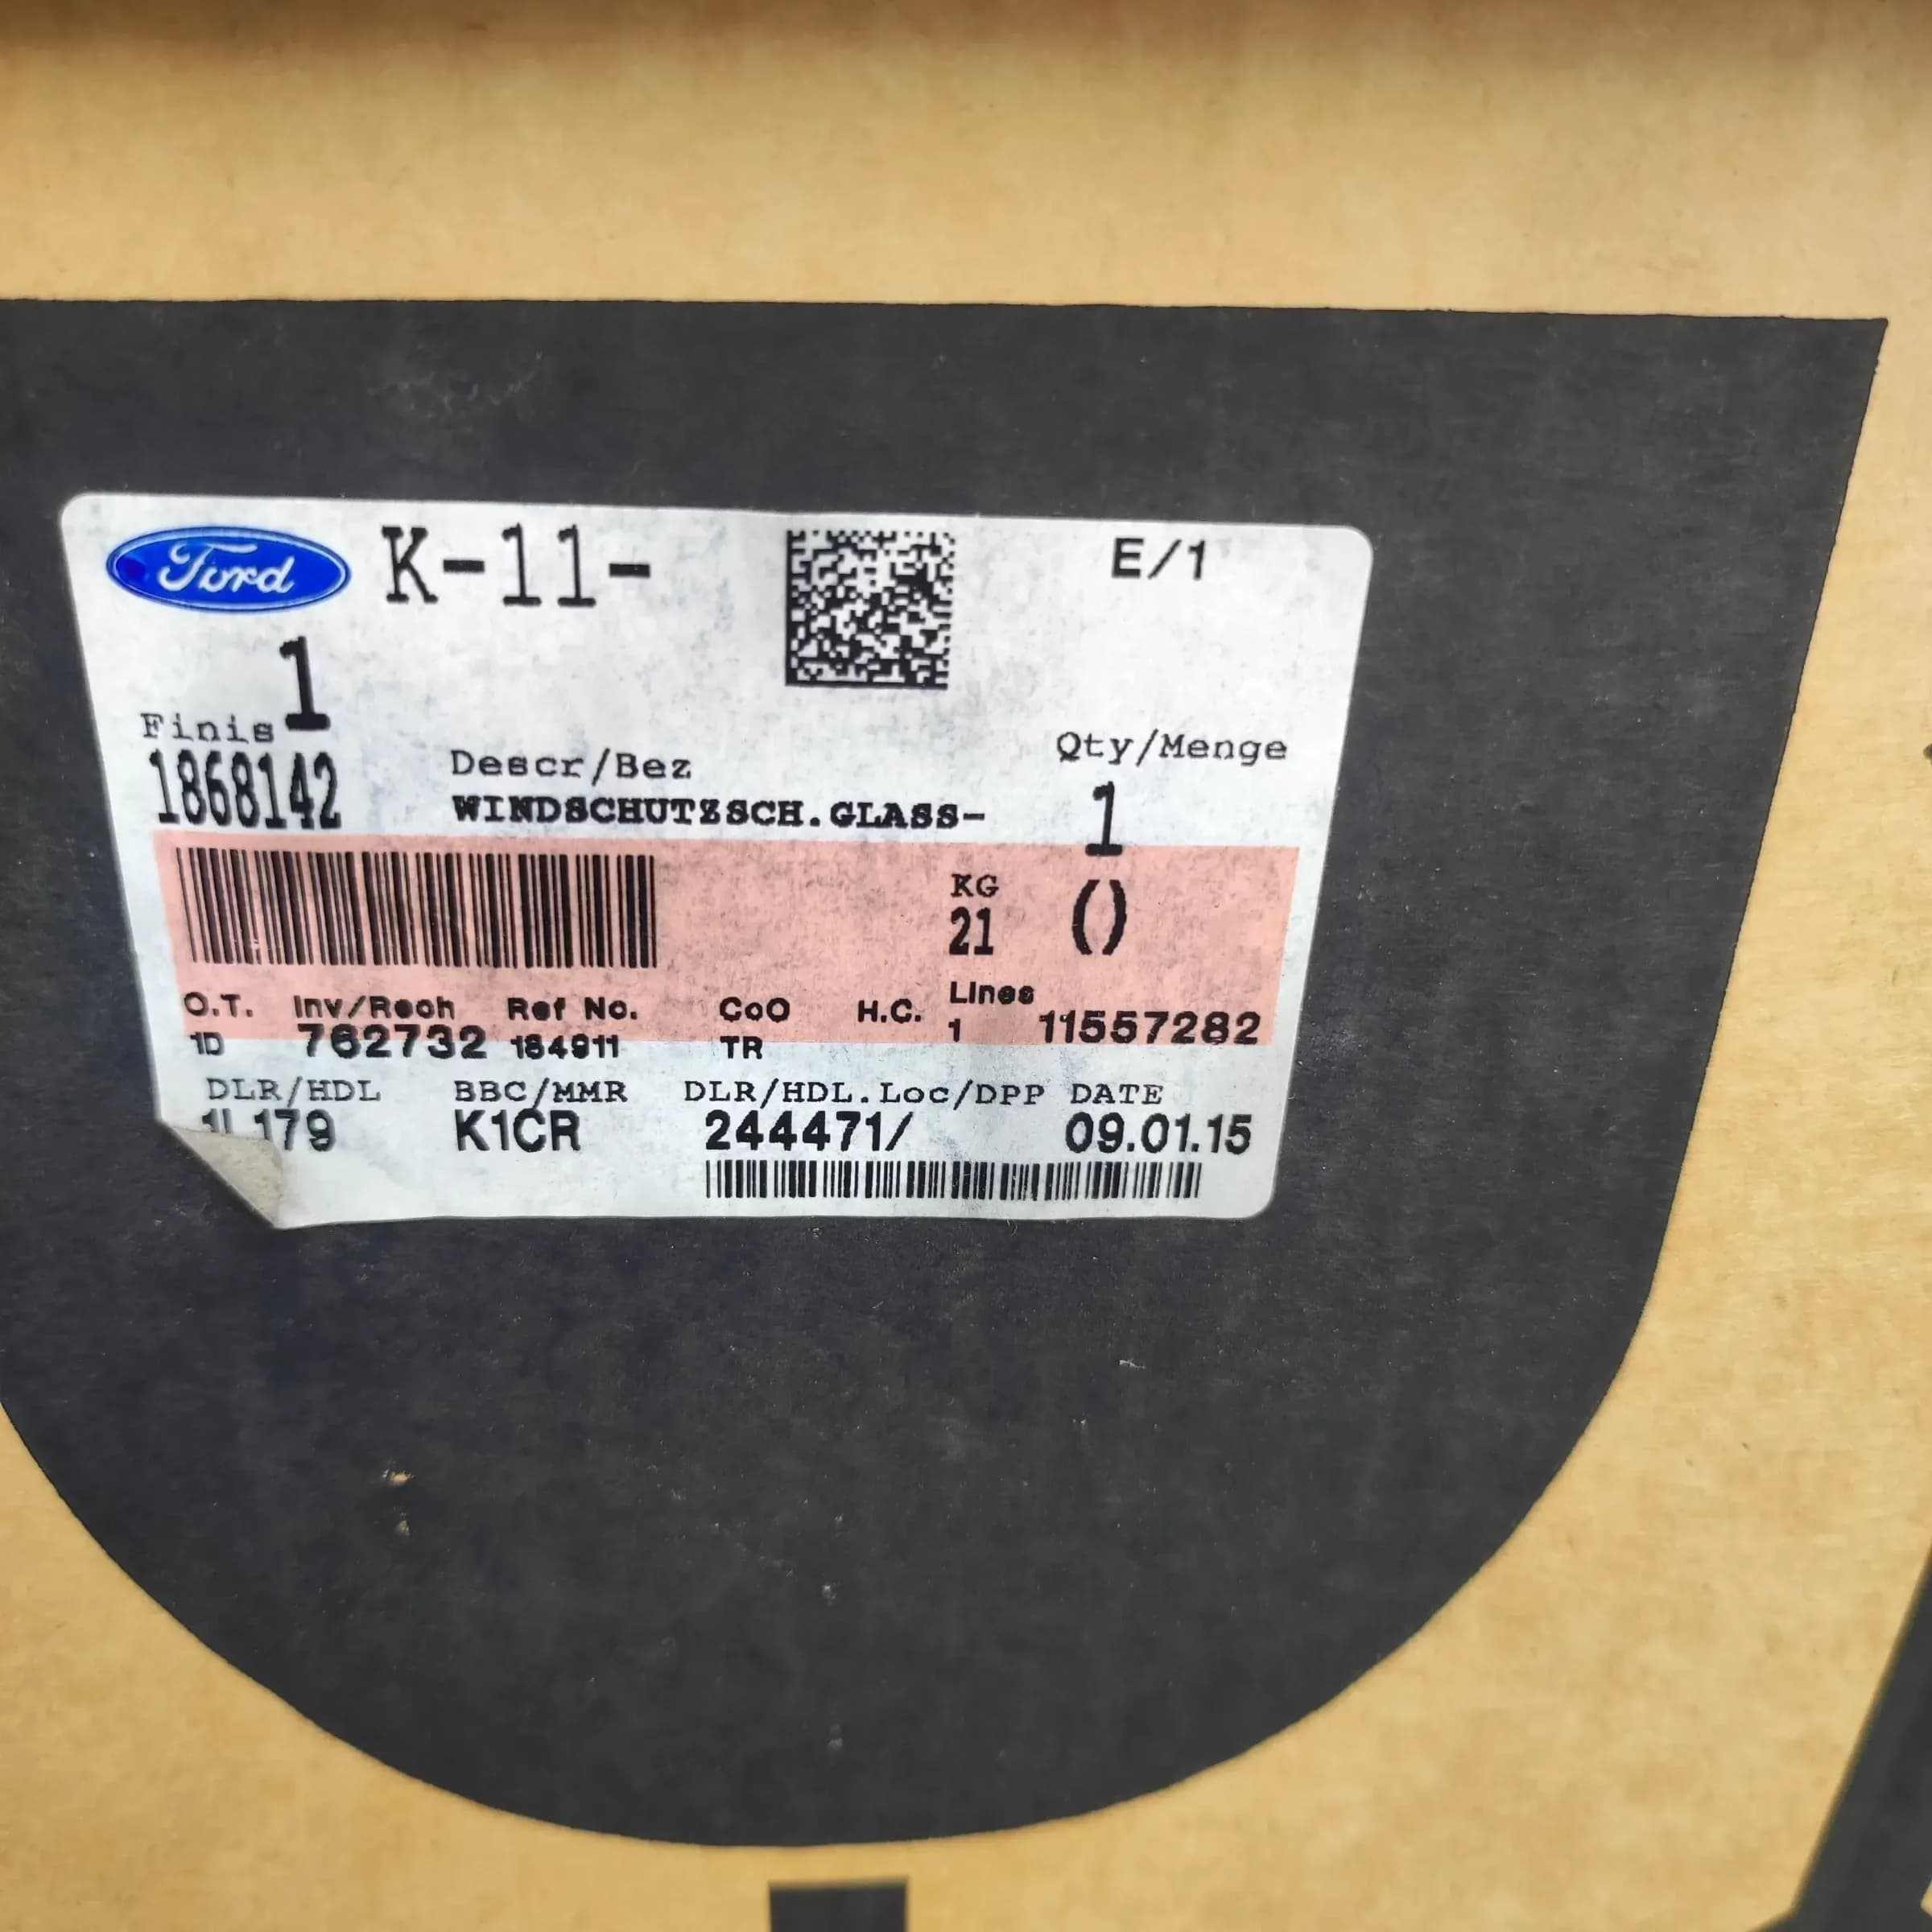 Ford K-11- E/1
1
Finis
1868142
Descr/Bez
WINDSCHUTZSCH.GLASS-
Qty/Menge
1
KG ()
21
O.T. Inv/Rech Ref No. CoO H.C. Lines
1D 762732 184911 TR 1 11557282
DLR/HDL BBC/MMR DLR/HDL.Loc/DPP DATE
179 K1CR 244471/ 09.01.15